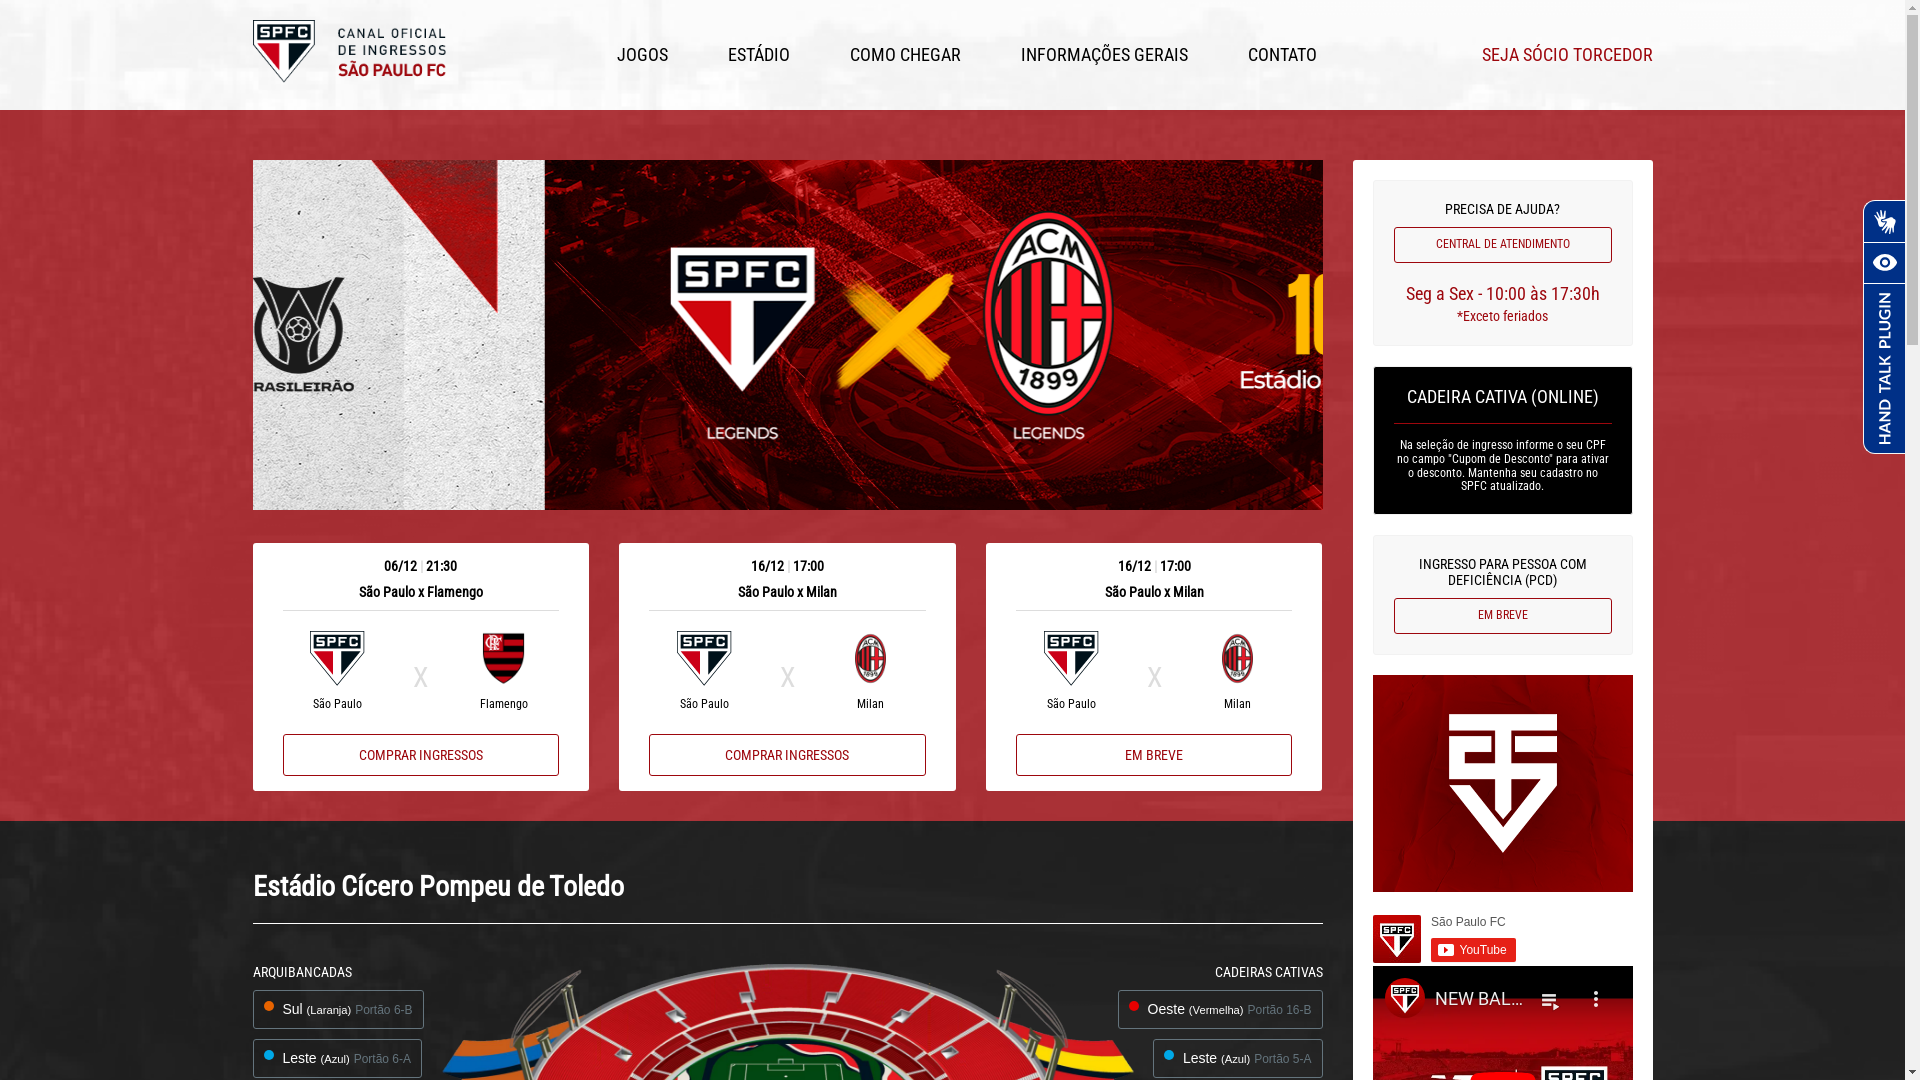 SPFC
CANAL OFICIAL
DE INGRESSOS
SÃO PAULO FC
JOGOS
ESTÁDIO
COMO CHEGAR
INFORMAÇÕES GERAIS
CONTATO
SEJA SÓCIO TORCEDOR
RASILEIRÃO
SPFC
LEGENDS
ACM
1899
LEGENDS
Estádio
PRECISA DE AJUDA?
CENTRAL DE ATENDIMENTO
Seg a Sex - 10:00 às 17:30h
*Exceto feriados
CADEIRA CATIVA (ONLINE)
Na seleção de ingresso informe o seu CPF
no campo "Cupom de Desconto" para ativar
o desconto. Mantenha seu cadastro no
SPFC atualizado.
INGRESSO PARA PESSOA COM
DEFICIÊNCIA (PCD)
EM BREVE
HAND TALK PLUGIN
06/12 | 21:30
São Paulo x Flamengo
SPFC
X
São Paulo
Flamengo
COMPRAR INGRESSOS
16/12 | 17:00
São Paulo x Milan
SPFC
X
São Paulo
Milan
COMPRAR INGRESSOS
16/12 | 17:00
São Paulo x Milan
SPFC
X
São Paulo
Milan
EM BREVE
São Paulo FC
YouTube
NEW BAL...
SPFC
Estádio Cícero Pompeu de Toledo
ARQUIBANCADAS
Sul (Laranja) Portão 6-B
Leste (Azul) Portão 6-A
CADEIRAS CATIVAS
Oeste (Vermelha) Portão 16-B
Leste (Azul) Portão 5-A